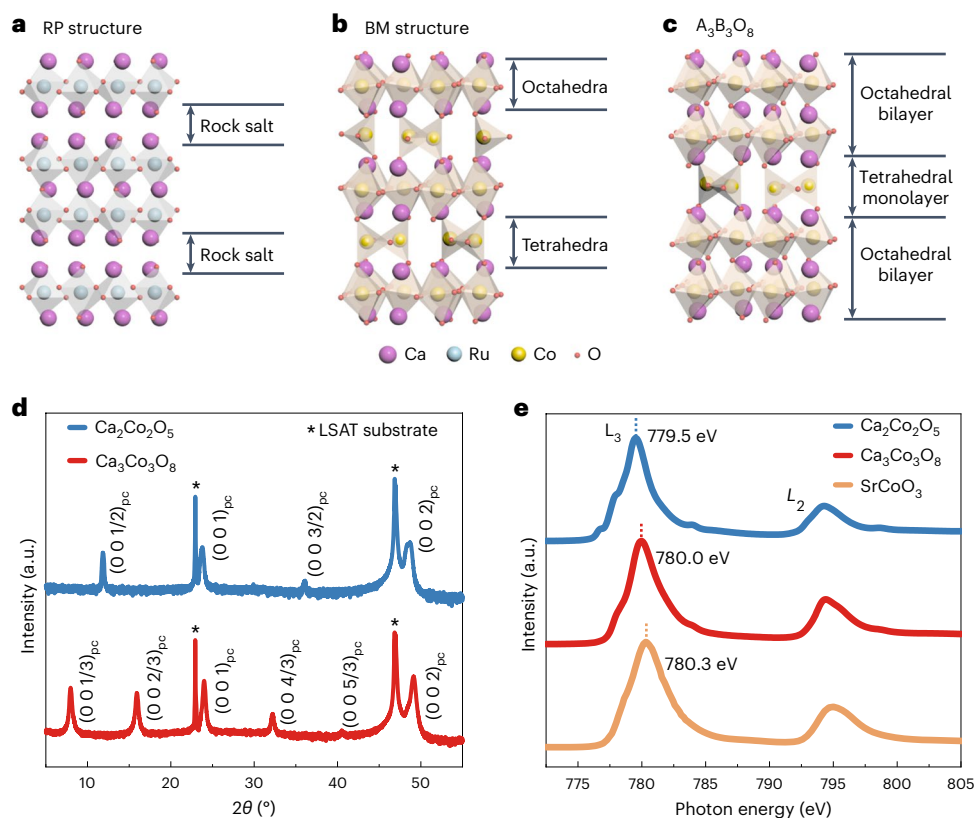 a RP structure
Rock salt
Rock salt
b BM structure
Octahedra
Tetrahedra
c A₃B₃O₈
Octahedral
bilayer
Tetrahedral
monolayer
Octahedral
bilayer
Ca Ru Co O
d
Ca₂Co₂O₅
Ca₃Co₃O₈
* LSAT substrate
*
*
(0 0 1/2)pc
(0 0 1)pc
(0 0 3/2)pc
(0 0 2)pc
*
*
(0 0 1/3)pc
(0 0 2/3)pc
(0 0 1)pc
(0 0 4/3)pc
(0 0 5/3)pc
(0 0 2)pc
Intensity (a.u.)
10 20 30 40 50
2θ (°)
e
L₃
779.5 eV
Ca₂Co₂O₅
Ca₃Co₃O₈
SrCoO₃
L₂
780.0 eV
780.3 eV
Intensity (a.u.)
775 780 785 790 795 800 805
Photon energy (eV)